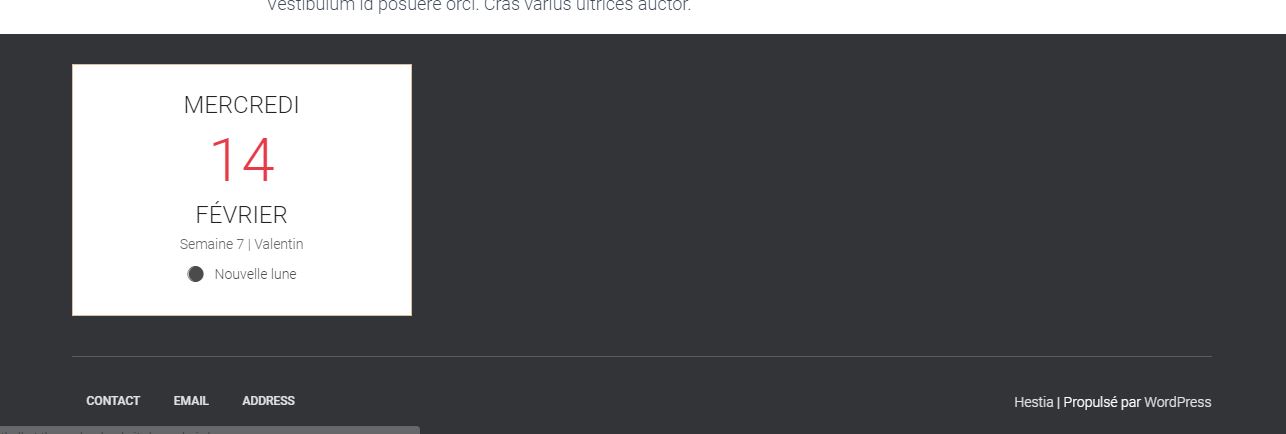 Vestibulum id posuere orci. Cras varius ultrices auctor.
MERCREDI
14
FÉVRIER
Semaine 7 | Valentin
Nouvelle lune
CONTACT EMAIL ADDRESS
Hestia | Propulsé par WordPress